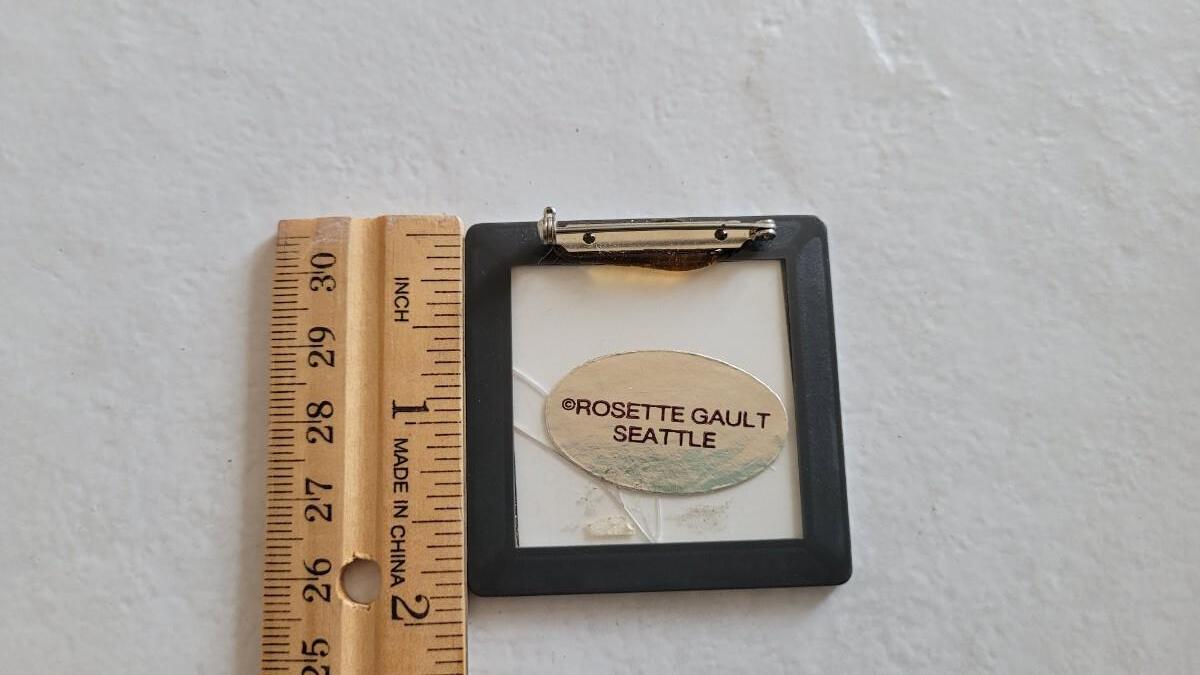 ©ROSETTE GAULT
SEATTLE
INCH
1
MADE IN CHINA
2
30
29
28
27
26
25